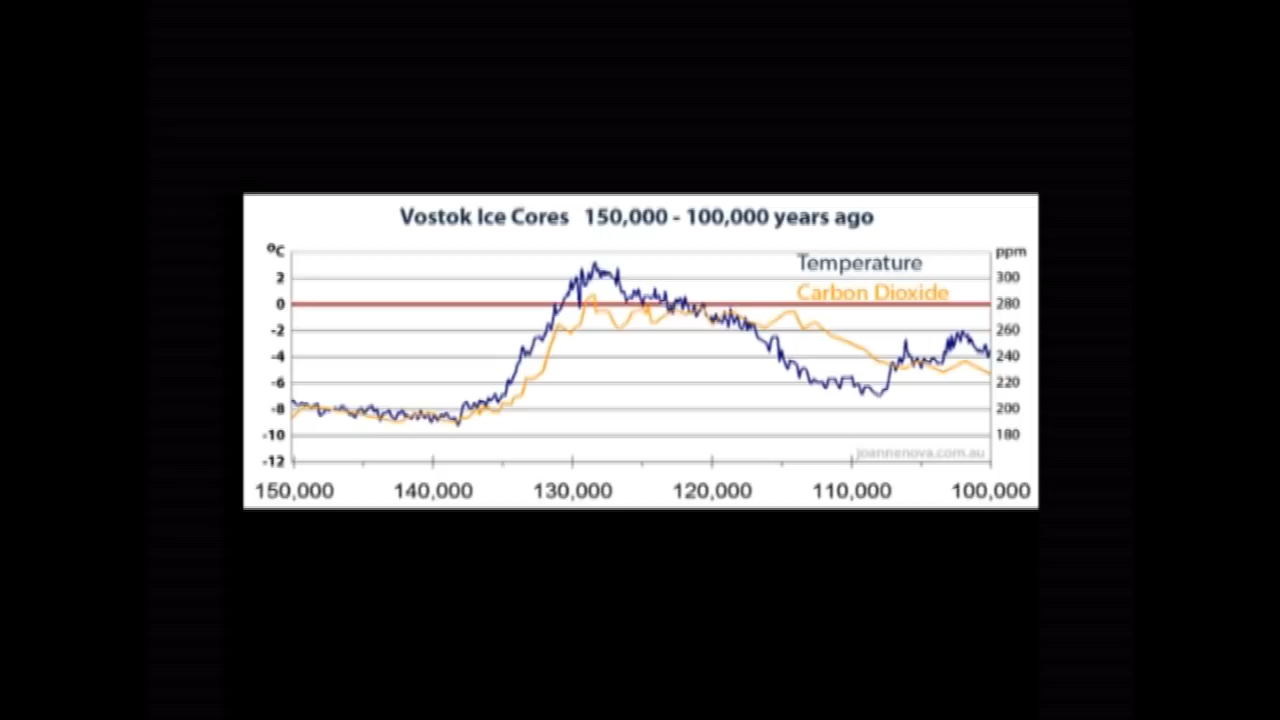 Vostok Ice Cores 150,000 - 100,000 years ago
ºC
ppm
Temperature
Carbon Dioxide
2
0
-2
-4
-6
-8
-10
-12
300
280
260
240
220
200
180
joannenova.com.au
150,000 140,000 130,000 120,000 110,000 100,000